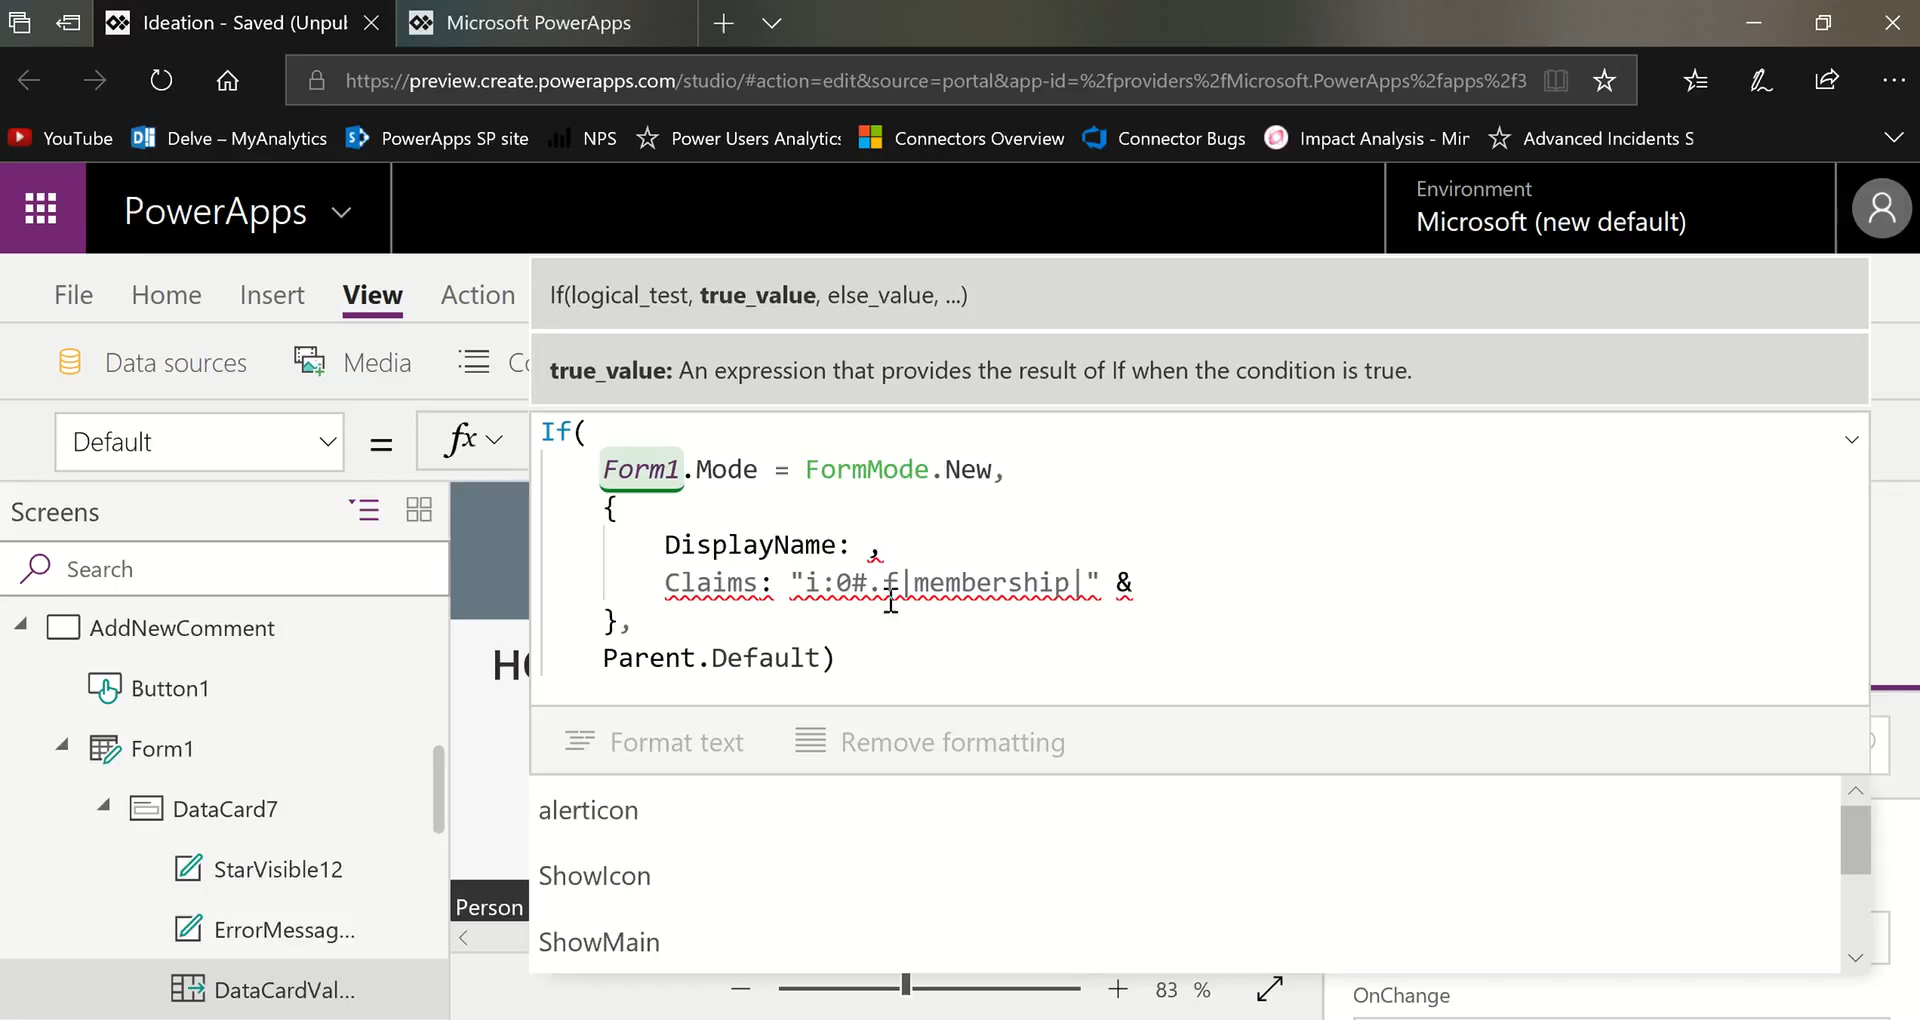 Ideation - Saved (Unpul
Microsoft PowerApps
https://preview.create.powerapps.com/studio/#action=edit&source=portal&app-id=%2fproviders%2fMicrosoft.PowerApps%2fapps%2f3
YouTube
Delve – MyAnalytics
PowerApps SP site
NPS
Power Users Analytics
Connectors Overview
Connector Bugs
Impact Analysis - Mir
Advanced Incidents S
PowerApps
Environment
Microsoft (new default)
File
Home
Insert
View
Action
If(logical_test, true_value, else_value, ...)
Data sources
Media
true_value: An expression that provides the result of If when the condition is true.
Default
=
fx
If(
Form1.Mode = FormMode.New,
{
DisplayName: ,
Claims: "i:0#.f|membership|" &
},
Parent.Default)
Screens
Search
AddNewComment
Button1
Form1
DataCard7
StarVisible12
ErrorMessag...
DataCardVal...
Format text
Remove formatting
alerticon
ShowIcon
ShowMain
Person
83 %
OnChange